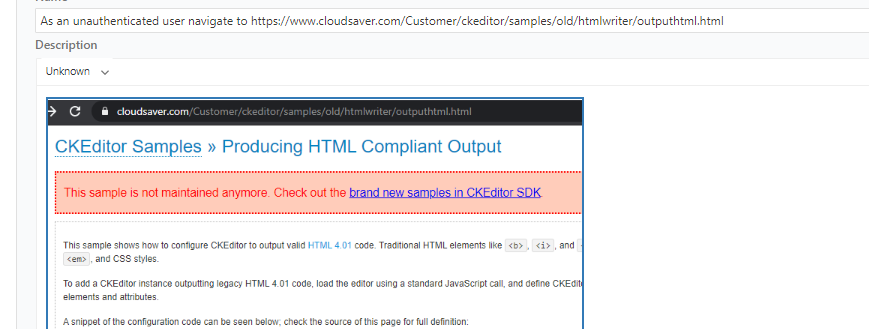 As an unauthenticated user navigate to https://www.cloudsaver.com/Customer/ckeditor/samples/old/htmlwriter/outputhtml.html
Description
Unknown
cloudsaver.com/Customer/ckeditor/samples/old/htmlwriter/outputhtml.html
CKEditor Samples » Producing HTML Compliant Output
This sample is not maintained anymore. Check out the brand new samples in CKEditor SDK.
This sample shows how to configure CKEditor to output valid HTML 4.01 code. Traditional HTML elements like <b>, <i>, and
<em>, and CSS styles.
To add a CKEditor instance outputting legacy HTML 4.01 code, load the editor using a standard JavaScript call, and define CKEdit
elements and attributes.
A snippet of the configuration code can be seen below; check the source of this page for full definition: